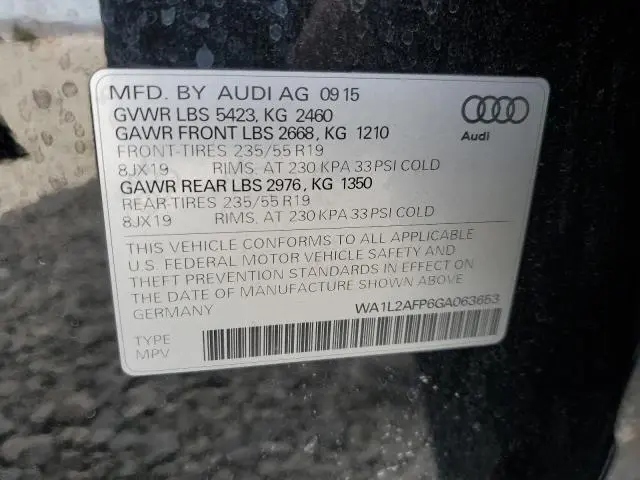 MFD. BY AUDI AG 09 15
GVWR LBS 5423, KG 2460
GAWR FRONT LBS 2668, KG 1210
FRONT-TIRES 235/55 R19
8JX19 RIMS, AT 230 KPA 33 PSI COLD
GAWR REAR LBS 2976, KG 1350
REAR-TIRES 235/55 R19
8JX19 RIMS, AT 230 KPA 33 PSI COLD
Audi
THIS VEHICLE CONFORMS TO ALL APPLICABLE
U.S. FEDERAL MOTOR VEHICLE SAFETY AND
THEFT PREVENTION STANDARDS IN EFFECT ON
THE DATE OF MANUFACTURE SHOWN ABOVE
GERMANY
WA1L2AFP6GA063653
TYPE
MPV